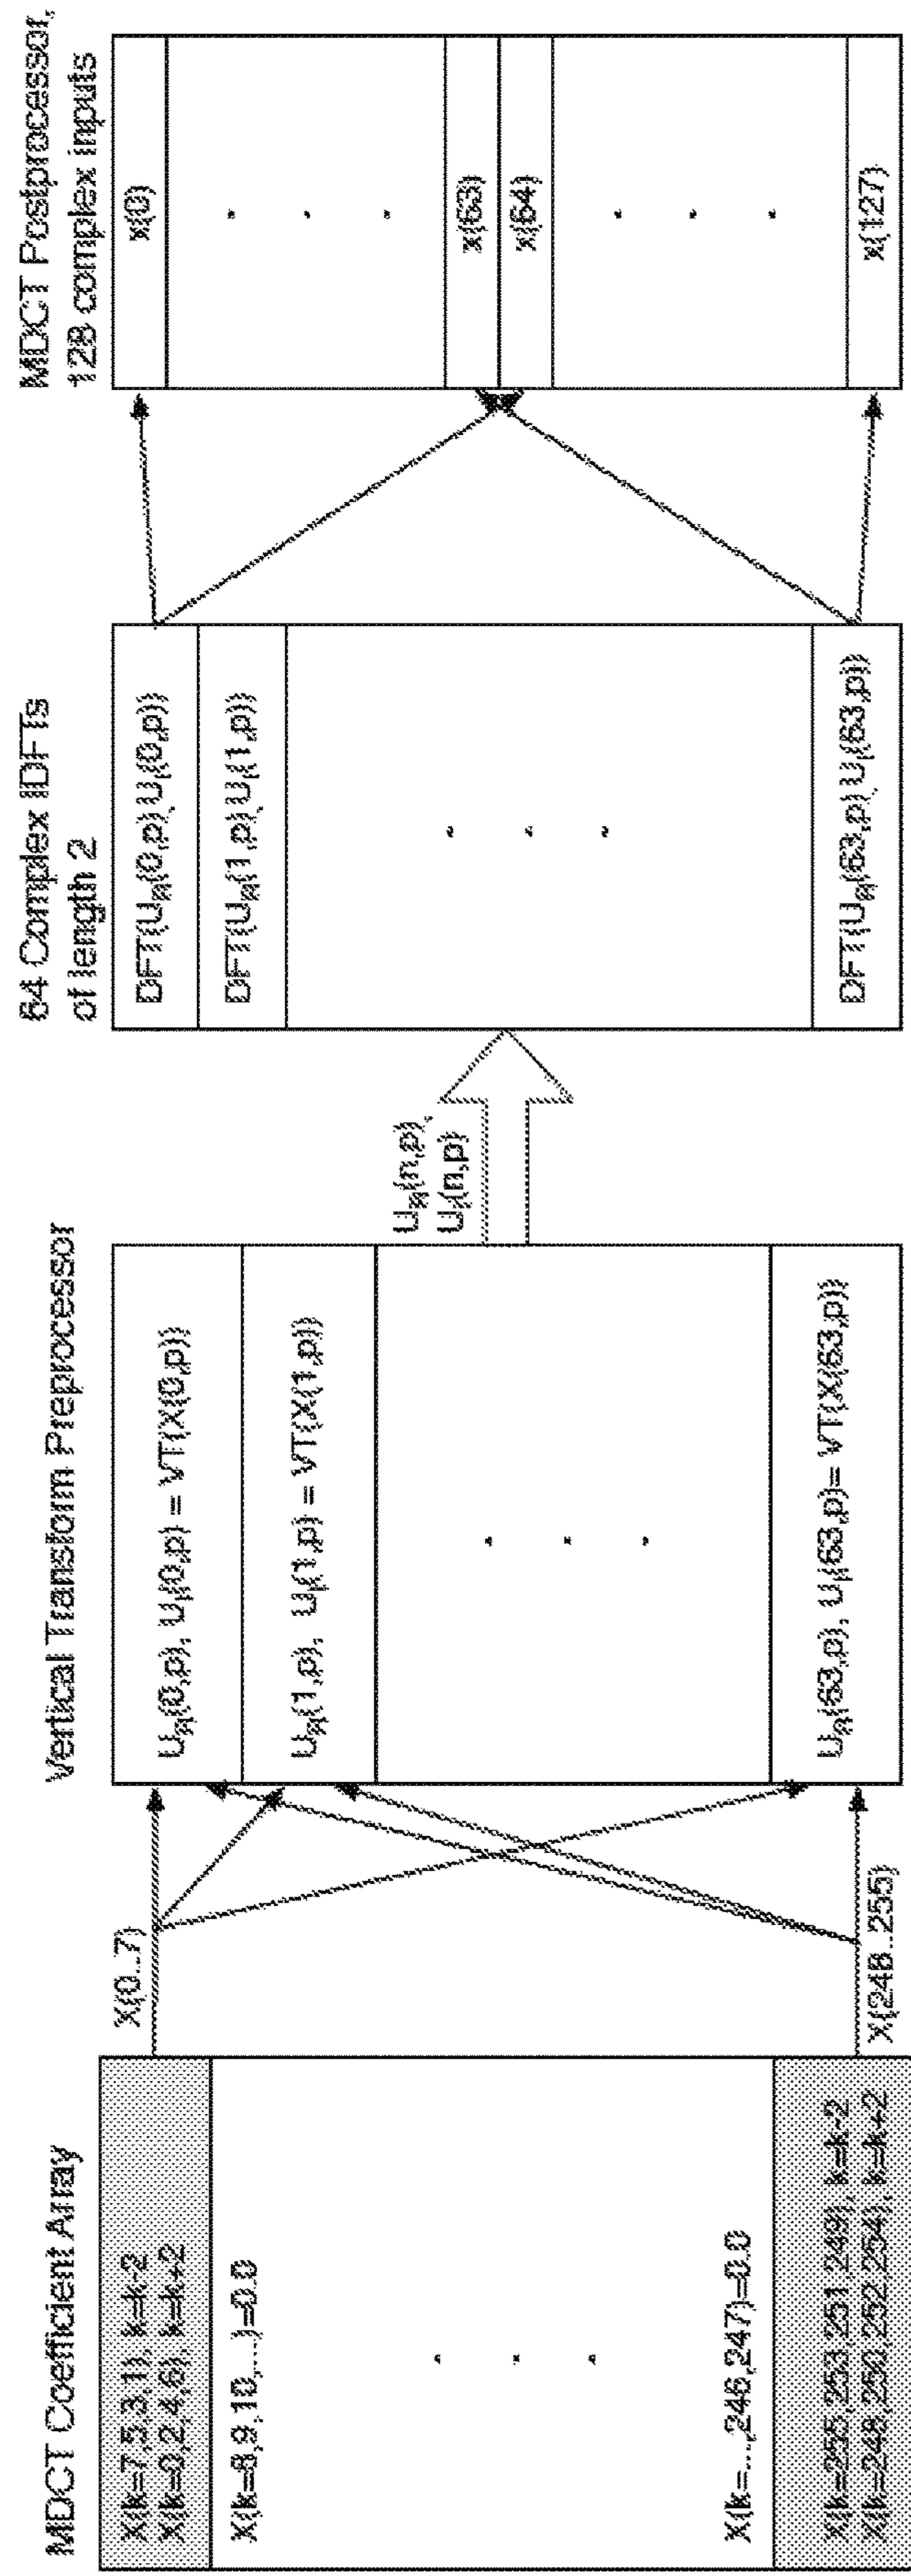 MDCT Coefficient Array
X(k=7,5,3,1), k=k-2
X(k=0,2,4,6), k=k+2
X(k=8,9,10,...)=0.0
X(k=...,246,247)=0.0
X(k=255,253,251,249), k=k-2
X(k=248,250,252,254), k=k+2
X(0..7)
X(248..255)
Vertical Transform Preprocessor
U_R(0,p), U_I(0,p) = VT(X(0,p))
U_R(1,p), U_I(1,p) = VT(X(1,p))
U_R(63,p), U_I(63,p)= VT(X(63,p))
U_R(n,p),
U_I(n,p)
64 Complex IDFTs
of length 2
DFT(U_R(0,p),U_I(0,p))
DFT(U_R(1,p),U_I(1,p))
DFT(U_R(63,p),U_I(63,p))
MDCT Postprocessor,
128 complex inputs
x(0)
x(63)
x(64)
x(127)